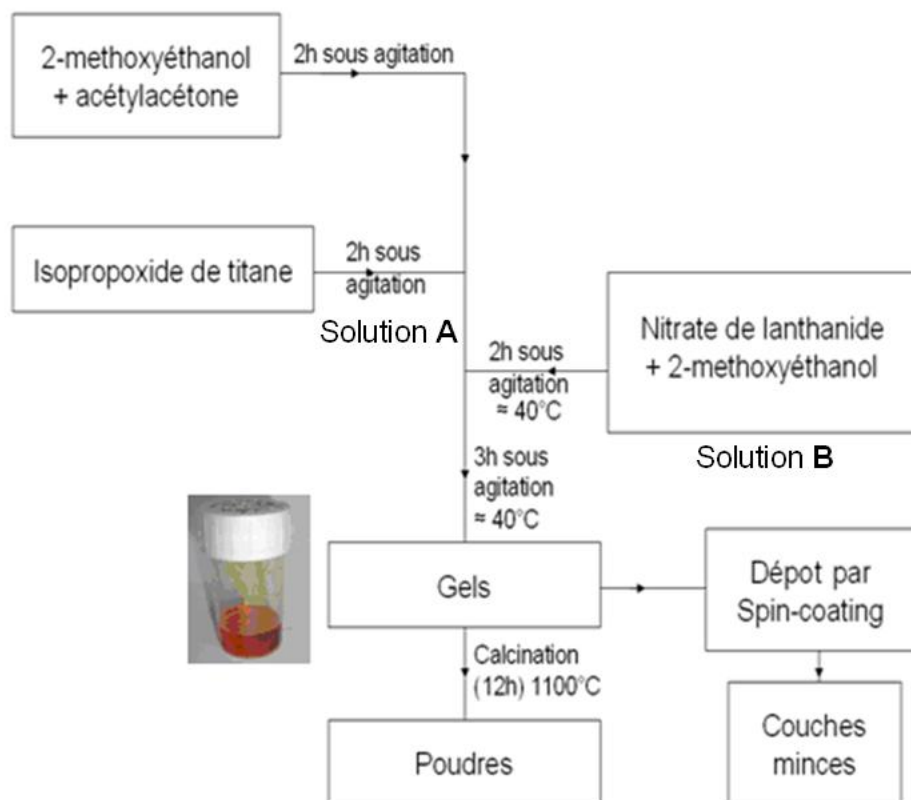 2-methoxyéthanol
+ acétylacétone
2h sous agitation
Isopropoxide de titane
2h sous
agitation
Solution A
Nitrate de lanthanide
+ 2-methoxyéthanol
2h sous
agitation
≈ 40°C
Solution B
3h sous
agitation
≈ 40°C
Gels
Dépot par
Spin-coating
Calcination
(12h) 1100°C
Poudres
Couches
minces